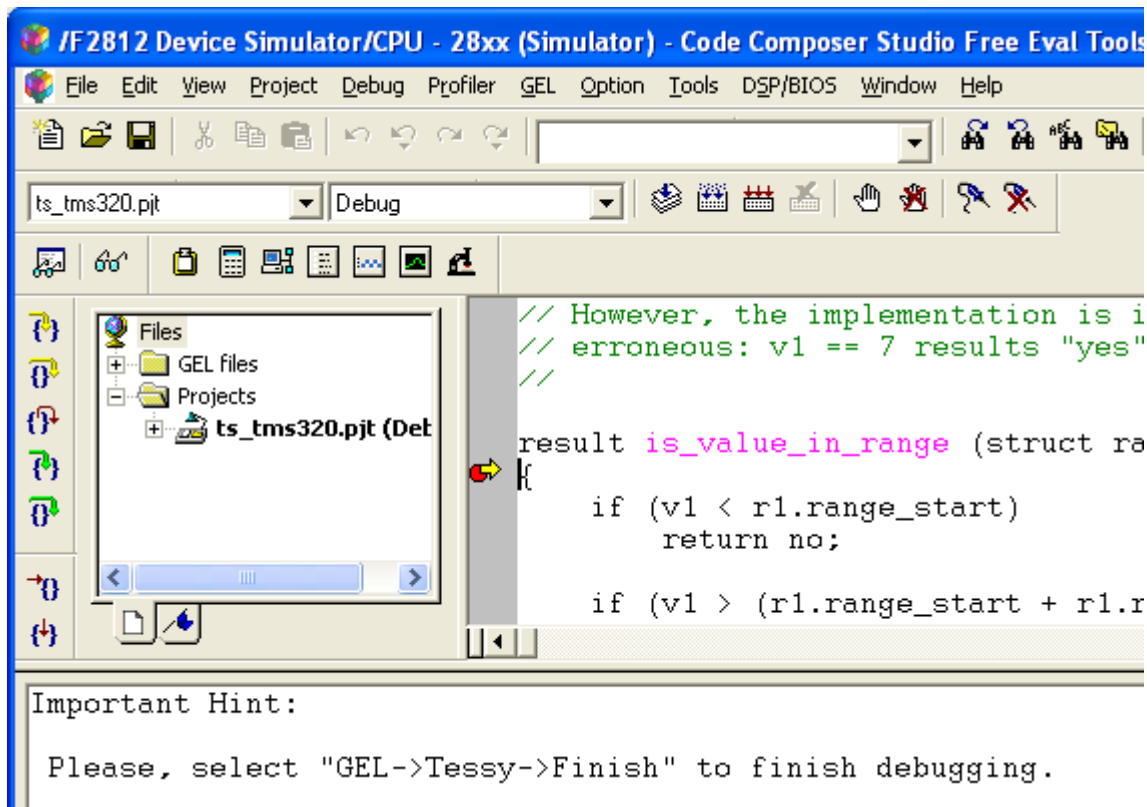 /F2812 Device Simulator/CPU - 28xx (Simulator) - Code Composer Studio Free Eval Tools
File Edit View Project Debug Profiler GEL Option Tools DSP/BIOS Window Help
ts_tms320.pjt Debug
Files
GEL files
Projects
ts_tms320.pjt (Deb
// However, the implementation is i
// erroneous: v1 == 7 results "yes"
//
result is_value_in_range (struct ra
{
if (v1 < r1.range_start)
return no;
if (v1 > (r1.range_start + r1.r
Important Hint:
Please, select "GEL->Tessy->Finish" to finish debugging.